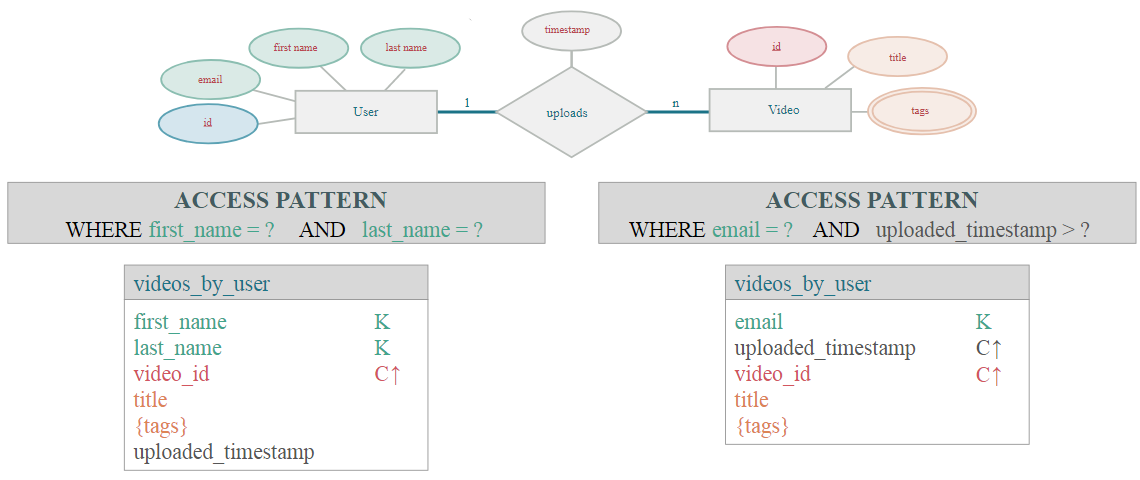 timestamp
first name
last name
id
title
email
User
1
uploads
n
Video
tags
id
ACCESS PATTERN
WHERE first_name = ? AND last_name = ?
videos_by_user
first_name K
last_name K
video_id C↑
title
{tags}
uploaded_timestamp
ACCESS PATTERN
WHERE email = ? AND uploaded_timestamp > ?
videos_by_user
email K
uploaded_timestamp C↑
video_id C↑
title
{tags}